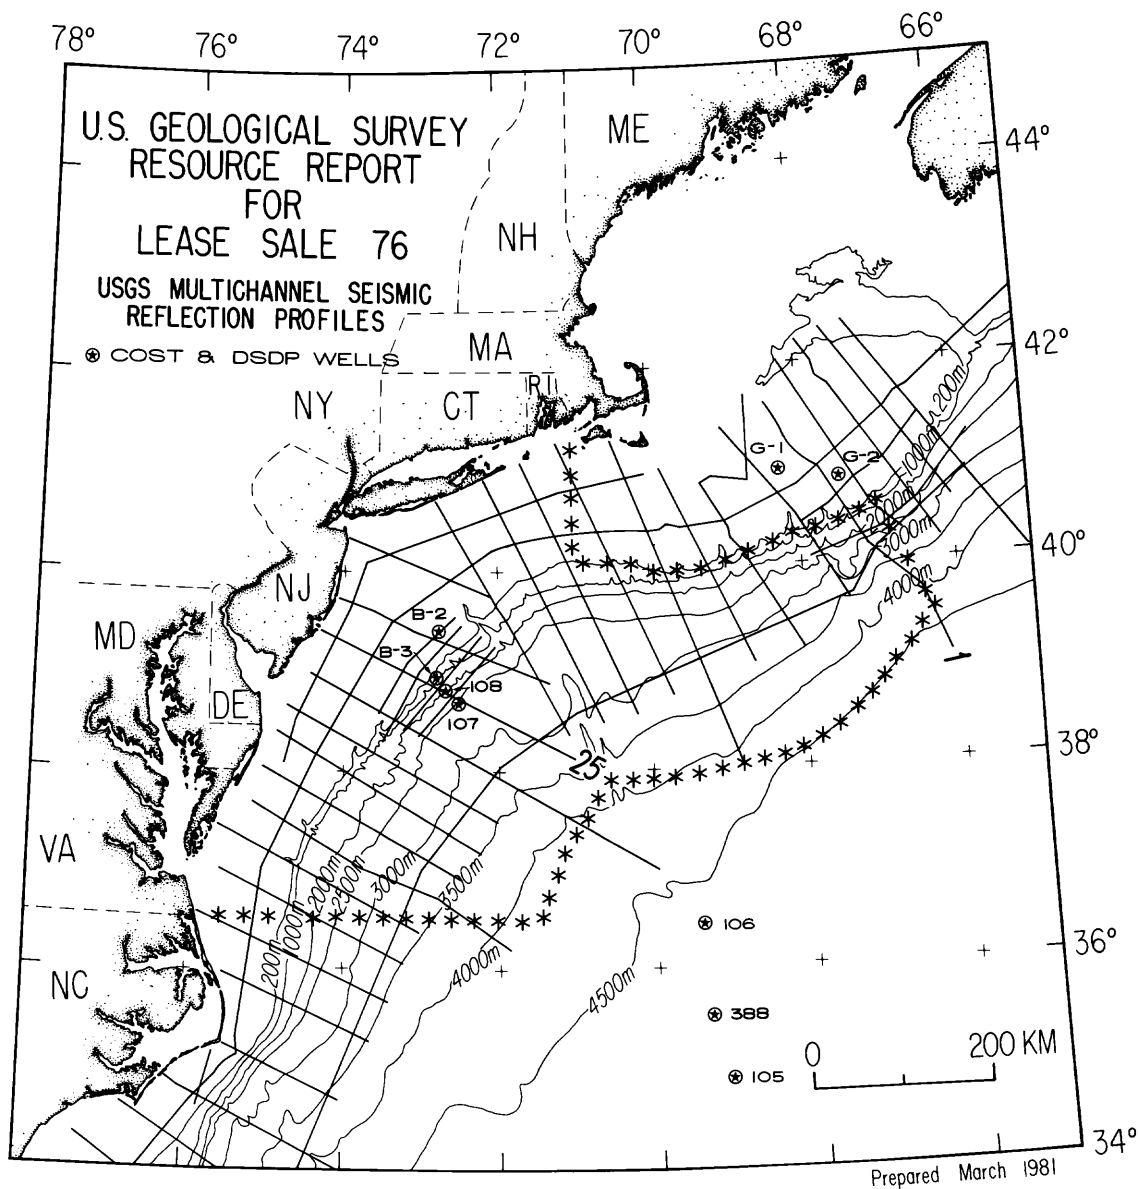 78° 76° 74° 72° 70° 68° 66°
U.S. GEOLOGICAL SURVEY
RESOURCE REPORT
FOR
LEASE SALE 76
USGS MULTICHANNEL SEISMIC
REFLECTION PROFILES
COST & DSDP WELLS
ME
44°
NH
MA
42°
NY
CT
RI
200m
G-1
G-2
1000m
2000m
3000m
40°
4000m
NJ
MD
B-2
B-3
108
107
DE
1
25
38°
VA
2000m
2500m
3000m
3500m
200m
1000m
4000m
4500m
106
36°
NC
388
0 200 KM
105
34°
Prepared March 1981